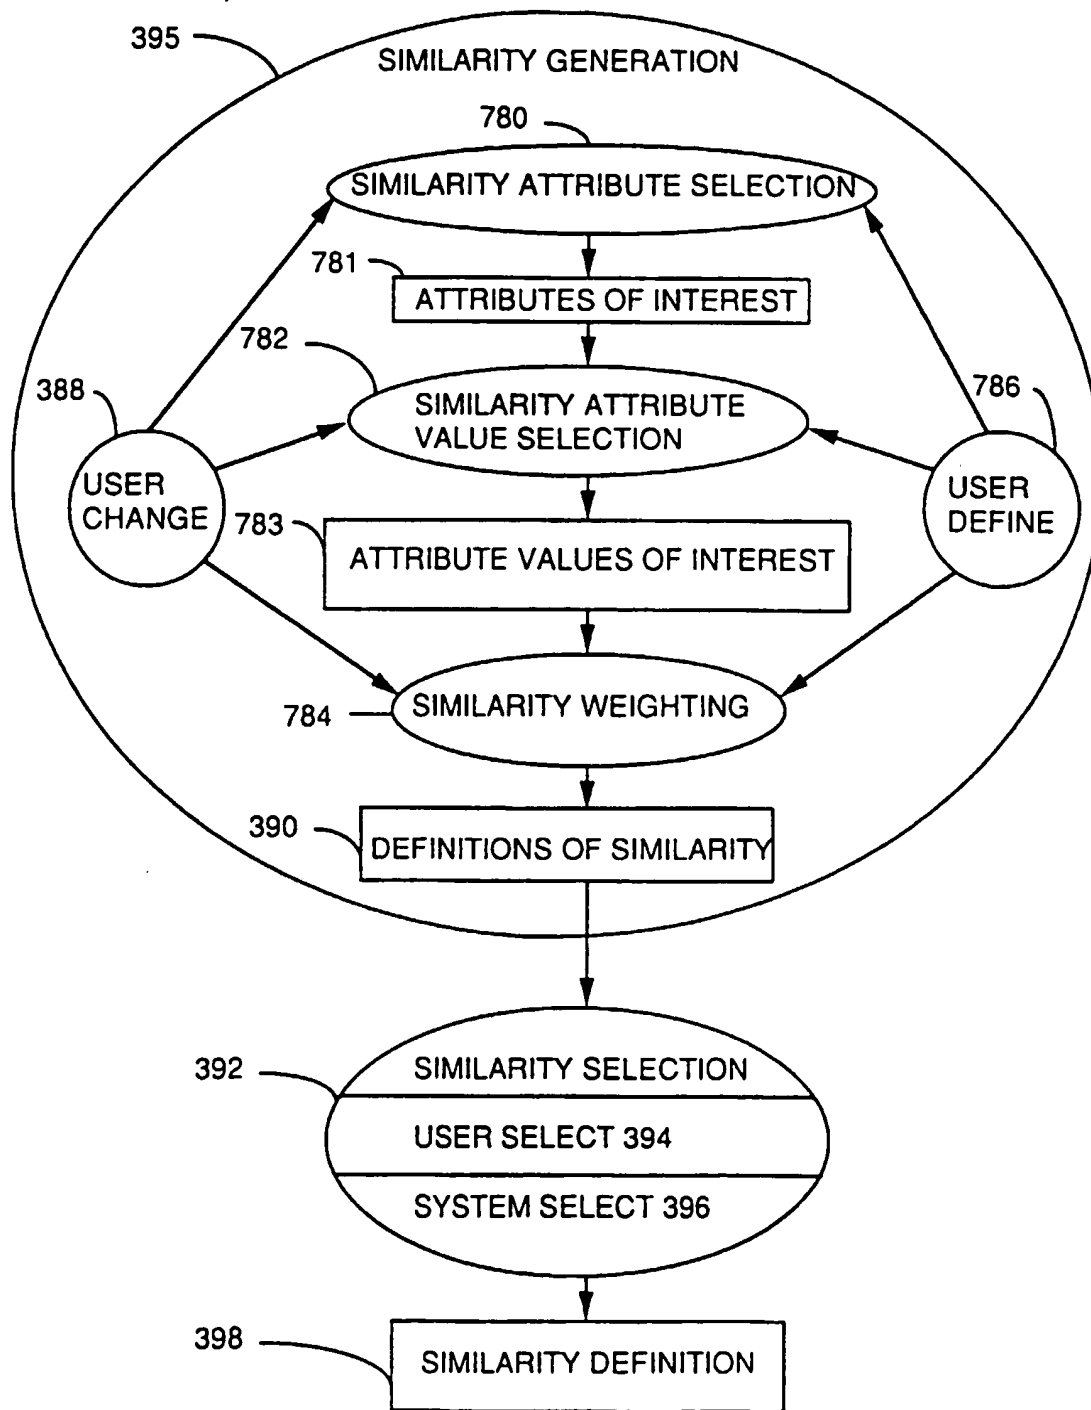 395
SIMILARITY GENERATION
780
SIMILARITY ATTRIBUTE SELECTION
781
ATTRIBUTES OF INTEREST
782
388
SIMILARITY ATTRIBUTE
VALUE SELECTION
786
USER
CHANGE
USER
DEFINE
783
ATTRIBUTE VALUES OF INTEREST
784
SIMILARITY WEIGHTING
390
DEFINITIONS OF SIMILARITY
392
SIMILARITY SELECTION
USER SELECT 394
SYSTEM SELECT 396
398
SIMILARITY DEFINITION